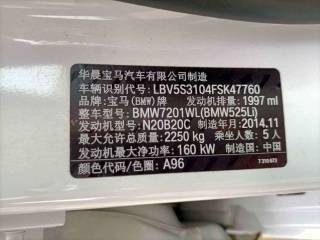 华晨宝马汽车有限公司制造
车辆识别代号: LBV5S3104FSK47760
品牌: 宝马(BMW)牌 发动机排量: 1997 ml
整车型号: BMW7201WL(BMW525Li)
发动机型号: N20B20C 制造年月: 2014.11
最大允许总质量: 2250 kg 乘坐人数: 5 人
发动机最大净功率: 160 kW 制造国: 中国
颜色代码/色圈: A96